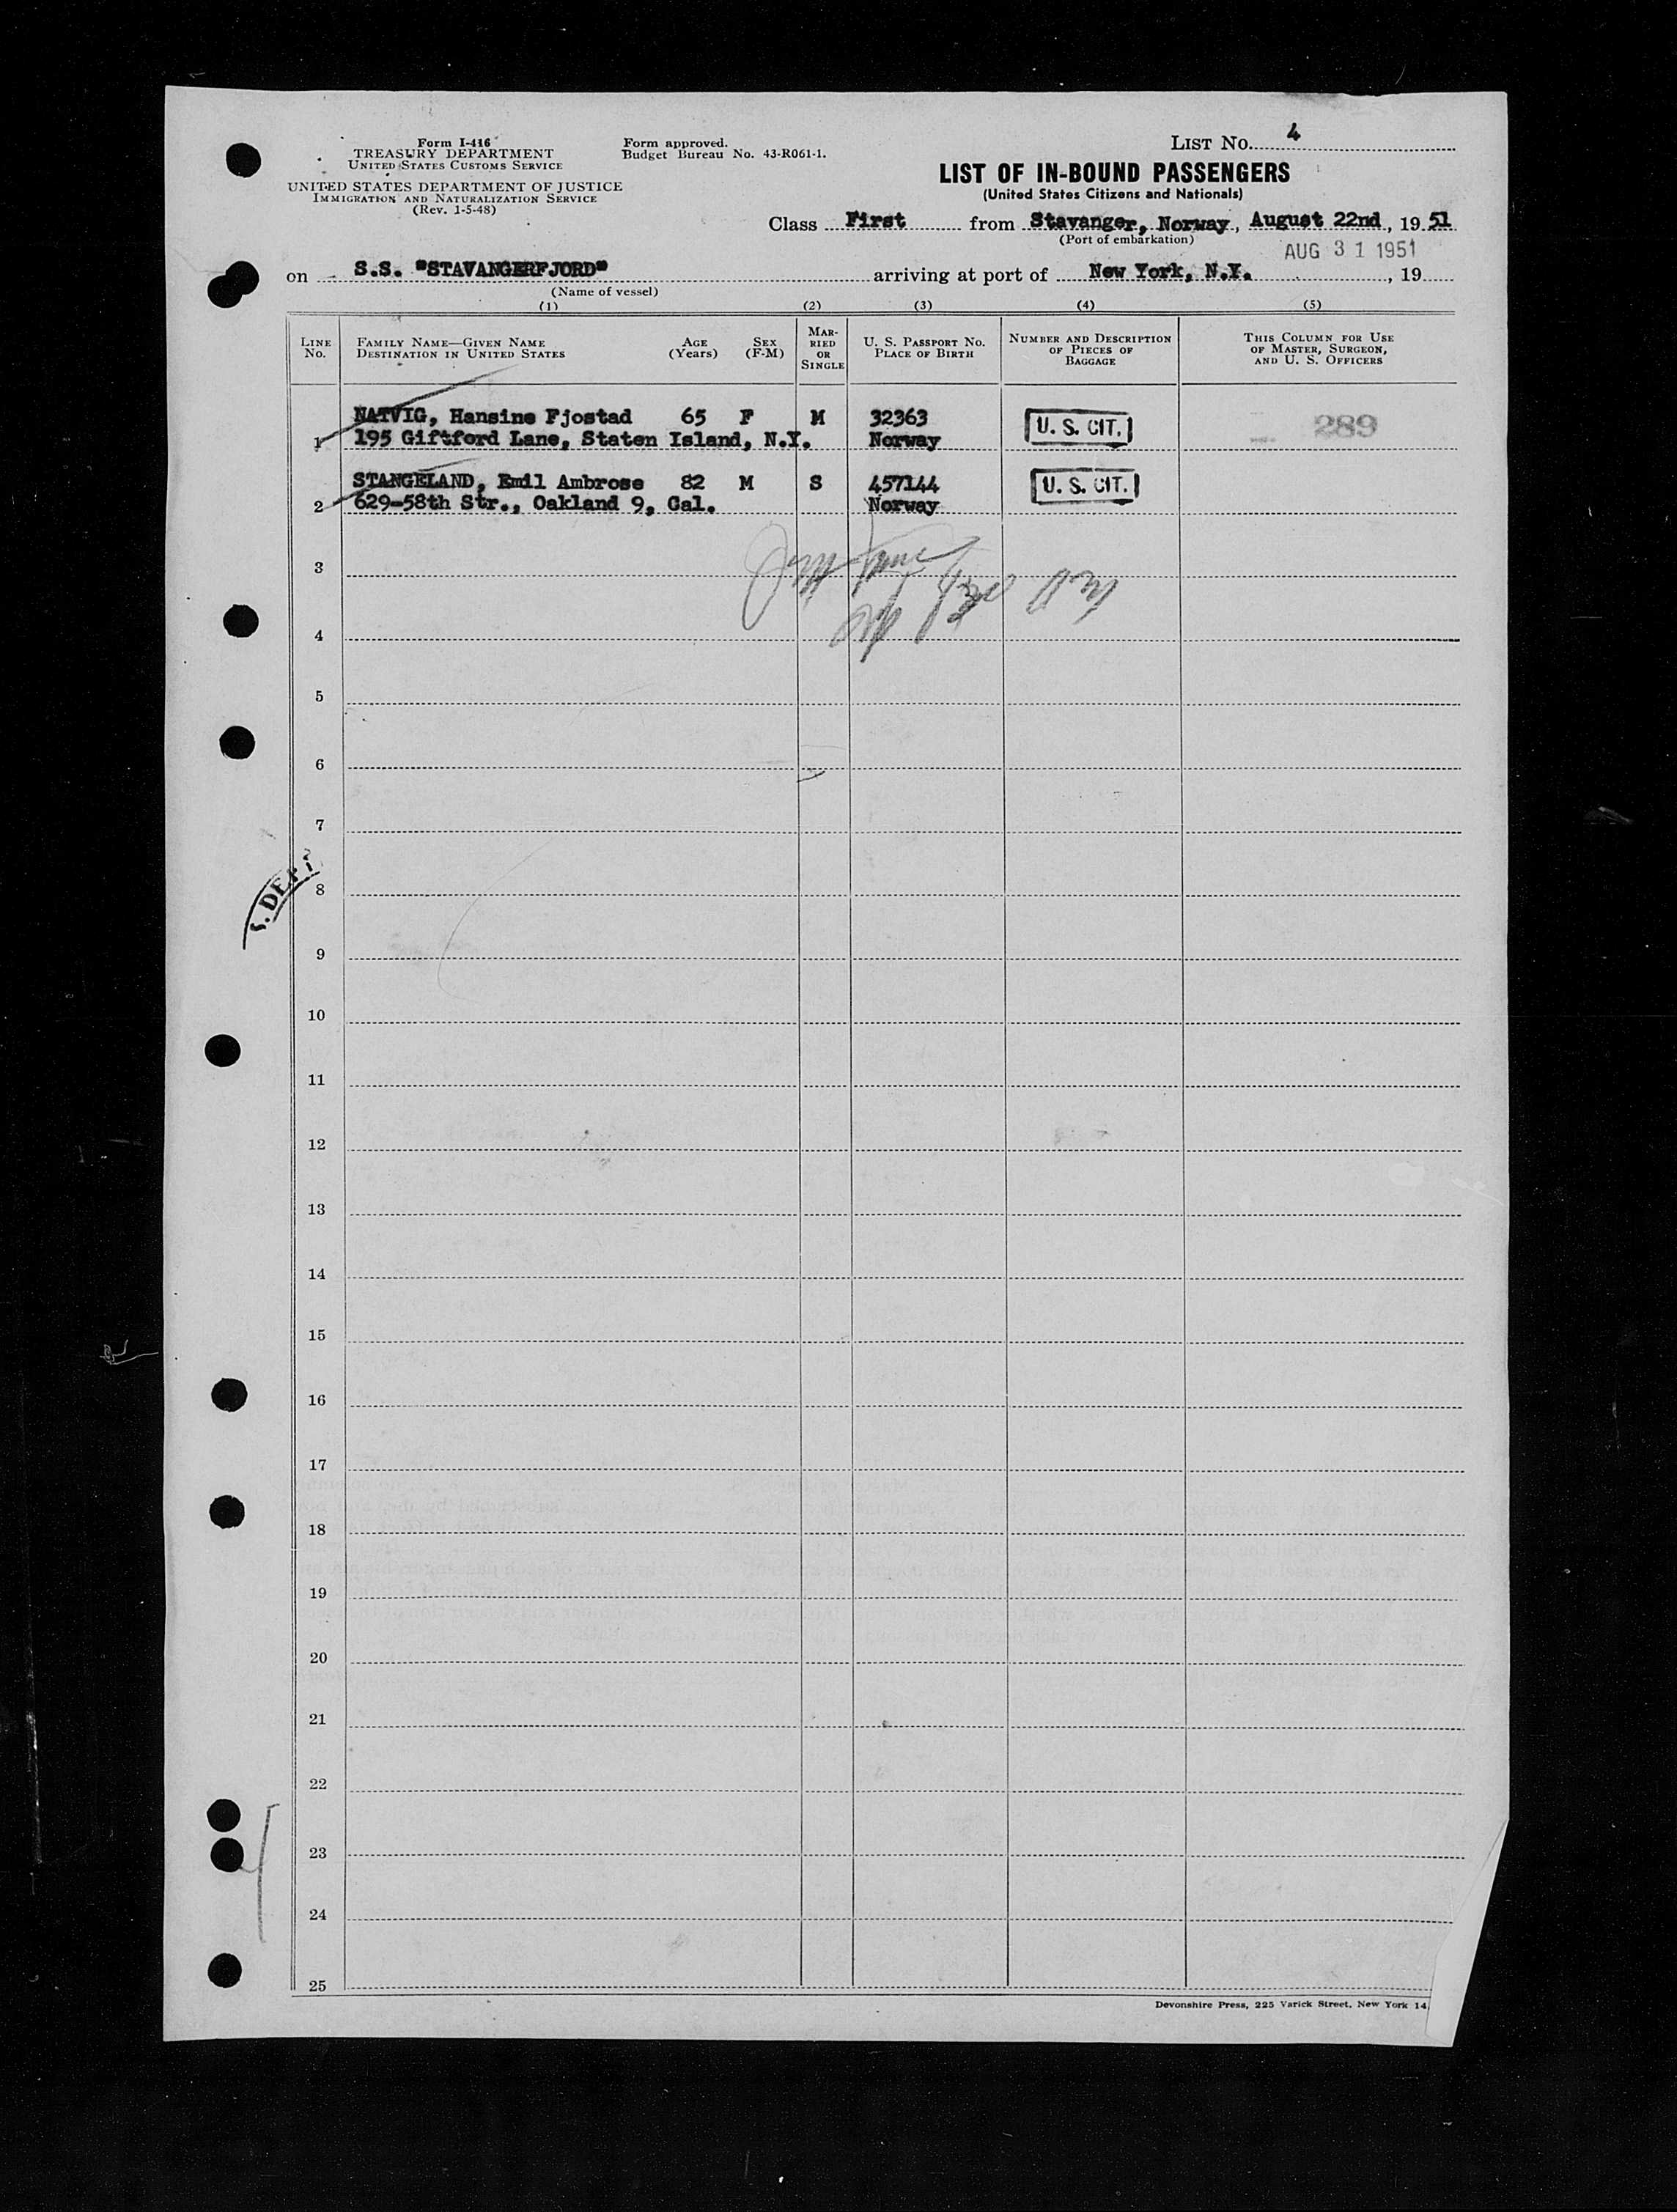 Form I-416
TREASURY DEPARTMENT
UNITED STATES CUSTOMS SERVICE
UNITED STATES DEPARTMENT OF JUSTICE
IMMIGRATION AND NATURALIZATION SERVICE
(Rev. 1-5-48)
Form approved.
Budget Bureau No. 43-R061-1.
LIST No. 4
LIST OF IN-BOUND PASSENGERS
(United States Citizens and Nationals)
Class First from Stavanger, Norway, August 22nd, 19 51
(Port of embarkation)
AUG 31 1951
on S.S. "STAVANGERFJORD" arriving at port of New York, N.Y. , 19
(Name of vessel)
(1) (2) (3) (4) (5)
LINE No.
FAMILY NAME—GIVEN NAME
DESTINATION IN UNITED STATES
AGE (Years)
SEX (F-M)
MARRIED OR SINGLE
U. S. PASSPORT NO.
PLACE OF BIRTH
NUMBER AND DESCRIPTION OF PIECES OF BAGGAGE
THIS COLUMN FOR USE OF MASTER, SURGEON, AND U. S. OFFICERS
NATVIG, Hansine Fjostad 65 F M 32363 U. S. CIT. 289
1 195 Giftford Lane, Staten Island, N.Y. Norway
STANGELAND, Emil Ambrose 82 M S 457144 U. S. CIT.
2 629-58th Str., Oakland 9, Cal. Norway
3
4
5
6
7
. DEPT
8
9
10
11
12
13
14
15
16
17
18
19
20
21
22
23
24
25
Devonshire Press, 225 Varick Street, New York 14